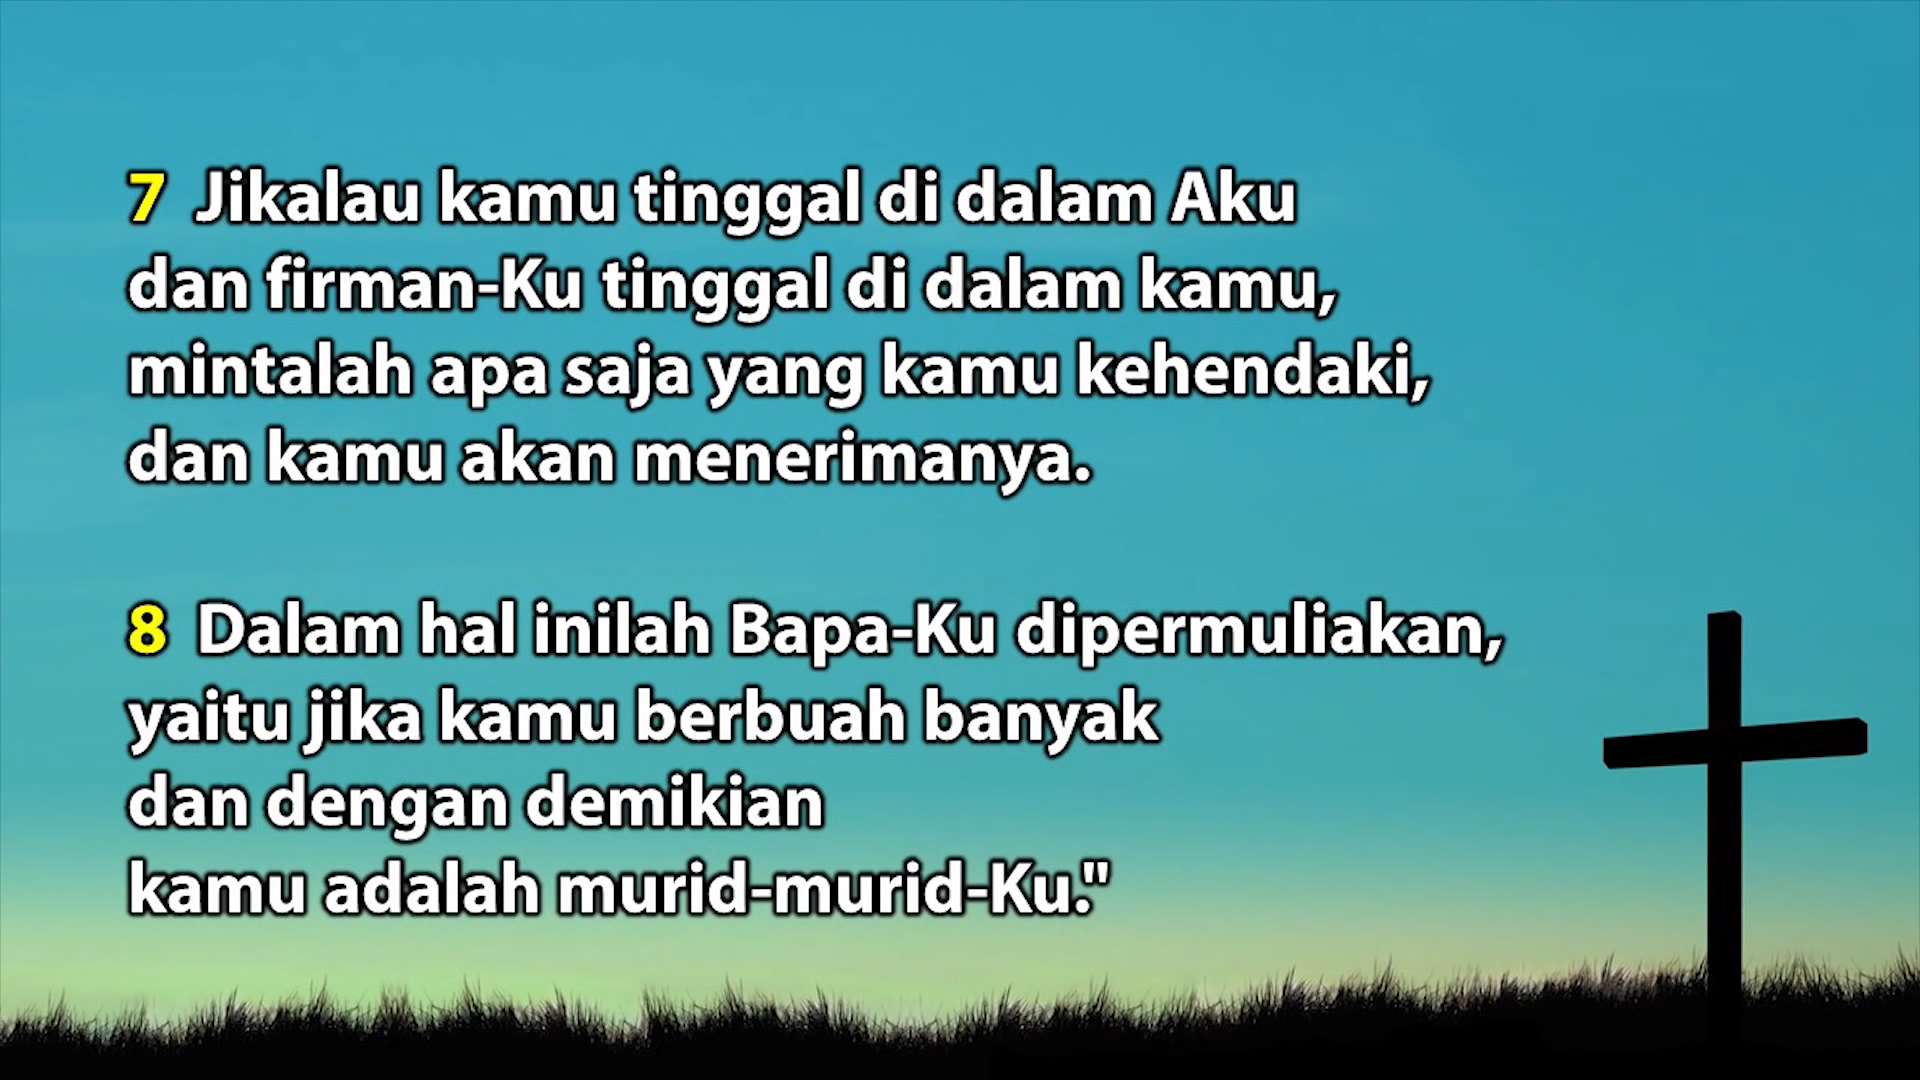 7 Jikalau kamu tinggal di dalam Aku
dan firman-Ku tinggal di dalam kamu,
mintalah apa saja yang kamu kehendaki,
dan kamu akan menerimanya.
8 Dalam hal inilah Bapa-Ku dipermuliakan,
yaitu jika kamu berbuah banyak
dan dengan demikian
kamu adalah murid-murid-Ku."